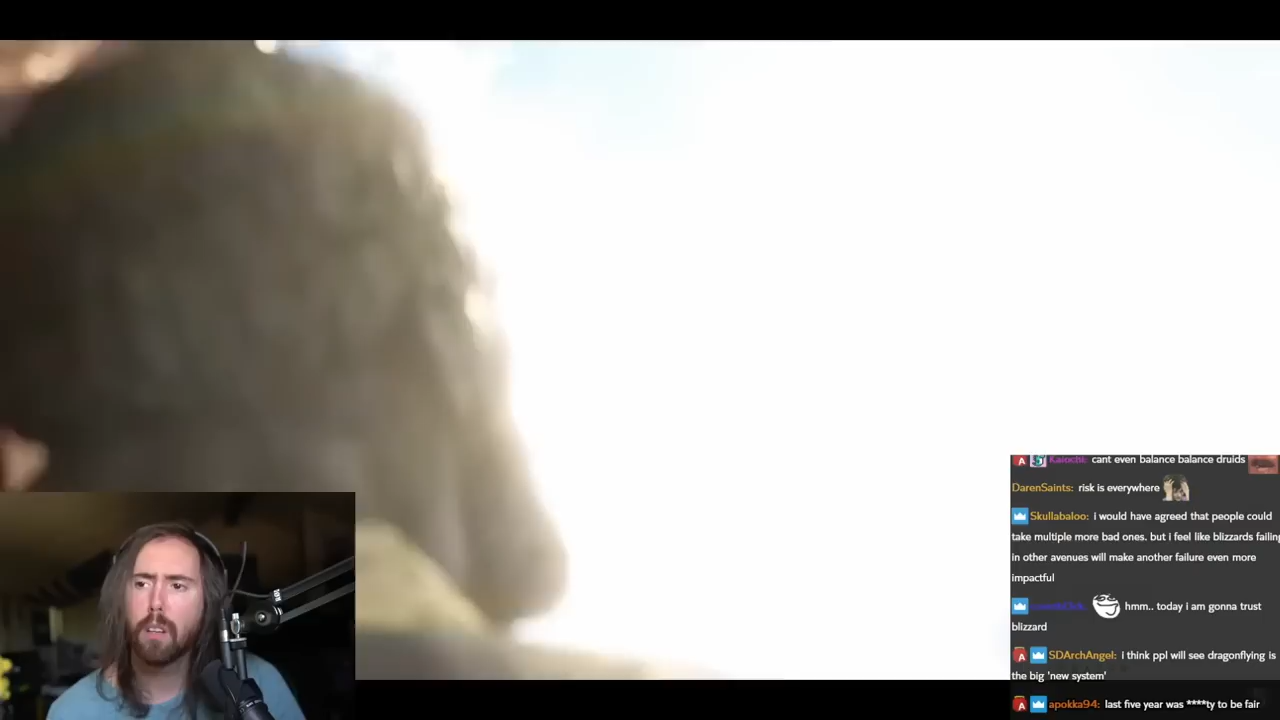 Karochi: cant even balance balance druids
DarenSaints: risk is everywhere
Skullabaloo: i would have agreed that people could
take multiple more bad ones. but i feel like blizzards failing
in other avenues will make another failure even more
impactful
hmm.. today i am gonna trust
blizzard
SDArchAngel: i think ppl will see dragonflying is
the big 'new system'
apokka94: last five year was ****ty to be fair